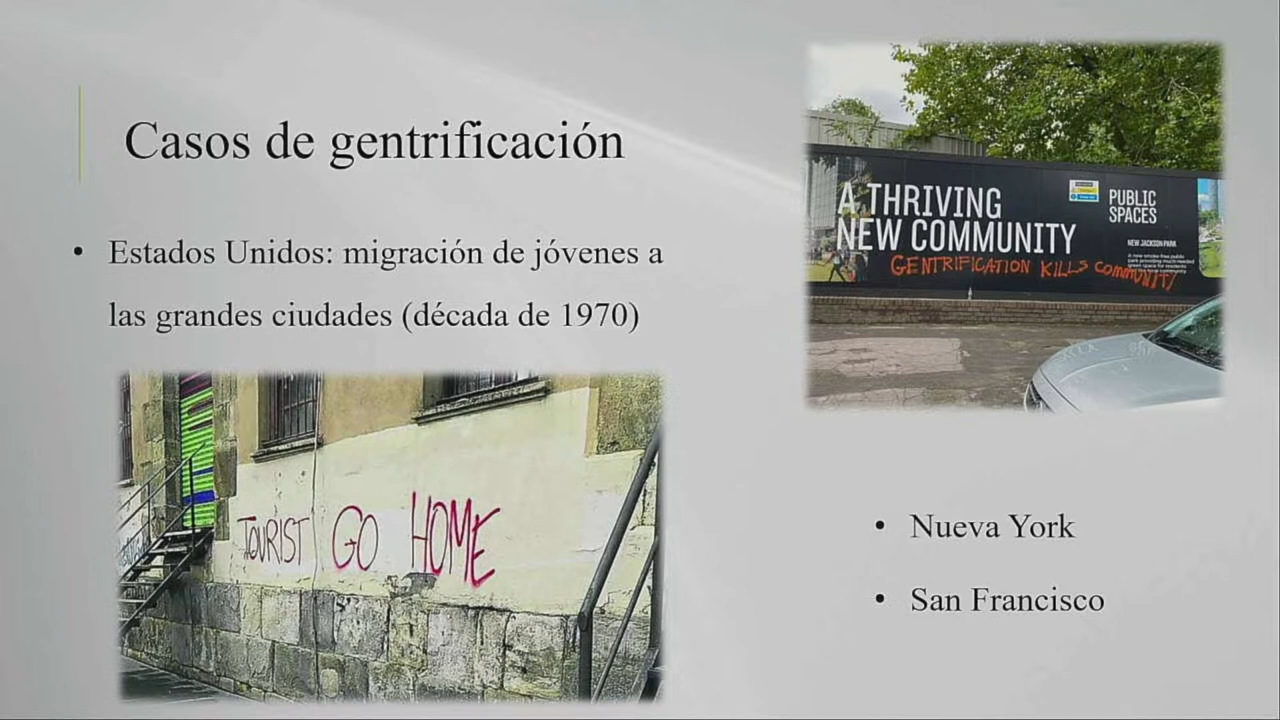 Casos de gentrificación
• Estados Unidos: migración de jóvenes a
las grandes ciudades (década de 1970)
TOURIST GO HOME
A THRIVING
NEW COMMUNITY
PUBLIC
SPACES
NEW JACKSON PARK
GENTRIFICATION KILLS COMMUNITY
• Nueva York
• San Francisco